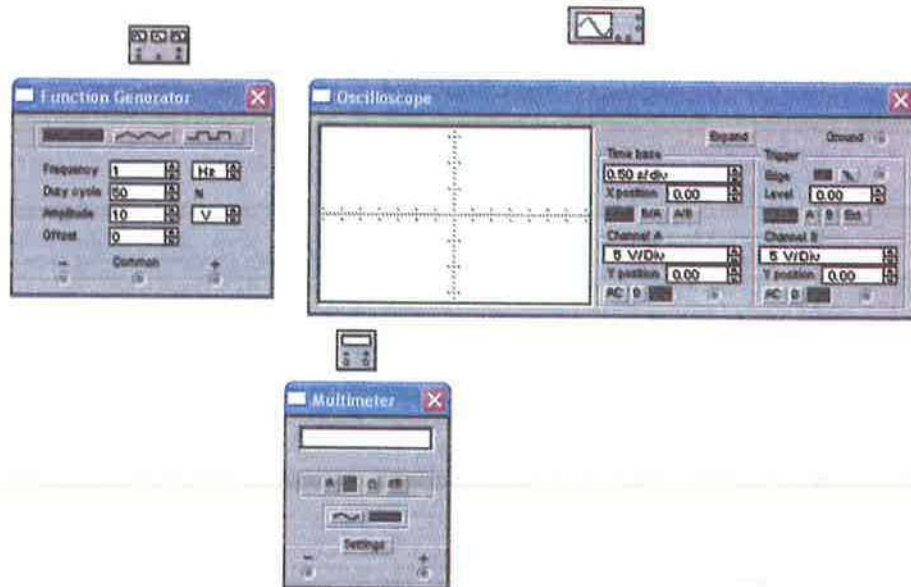 Function Generator
Frequency 1 Hz
Duty cycle 50 %
Amplitude 10 V
Offset 0
- Common +
Oscilloscope
Expand Ground
Time base
0.50 s/div
X position 0.00
B/A A/B
Trigger
Edge
Level 0.00
A B Ext
Channel A
5 V/Div
Y position 0.00
AC 0
Channel B
5 V/Div
Y position 0.00
AC 0
Multimeter
A Ω dB
Settings
- +